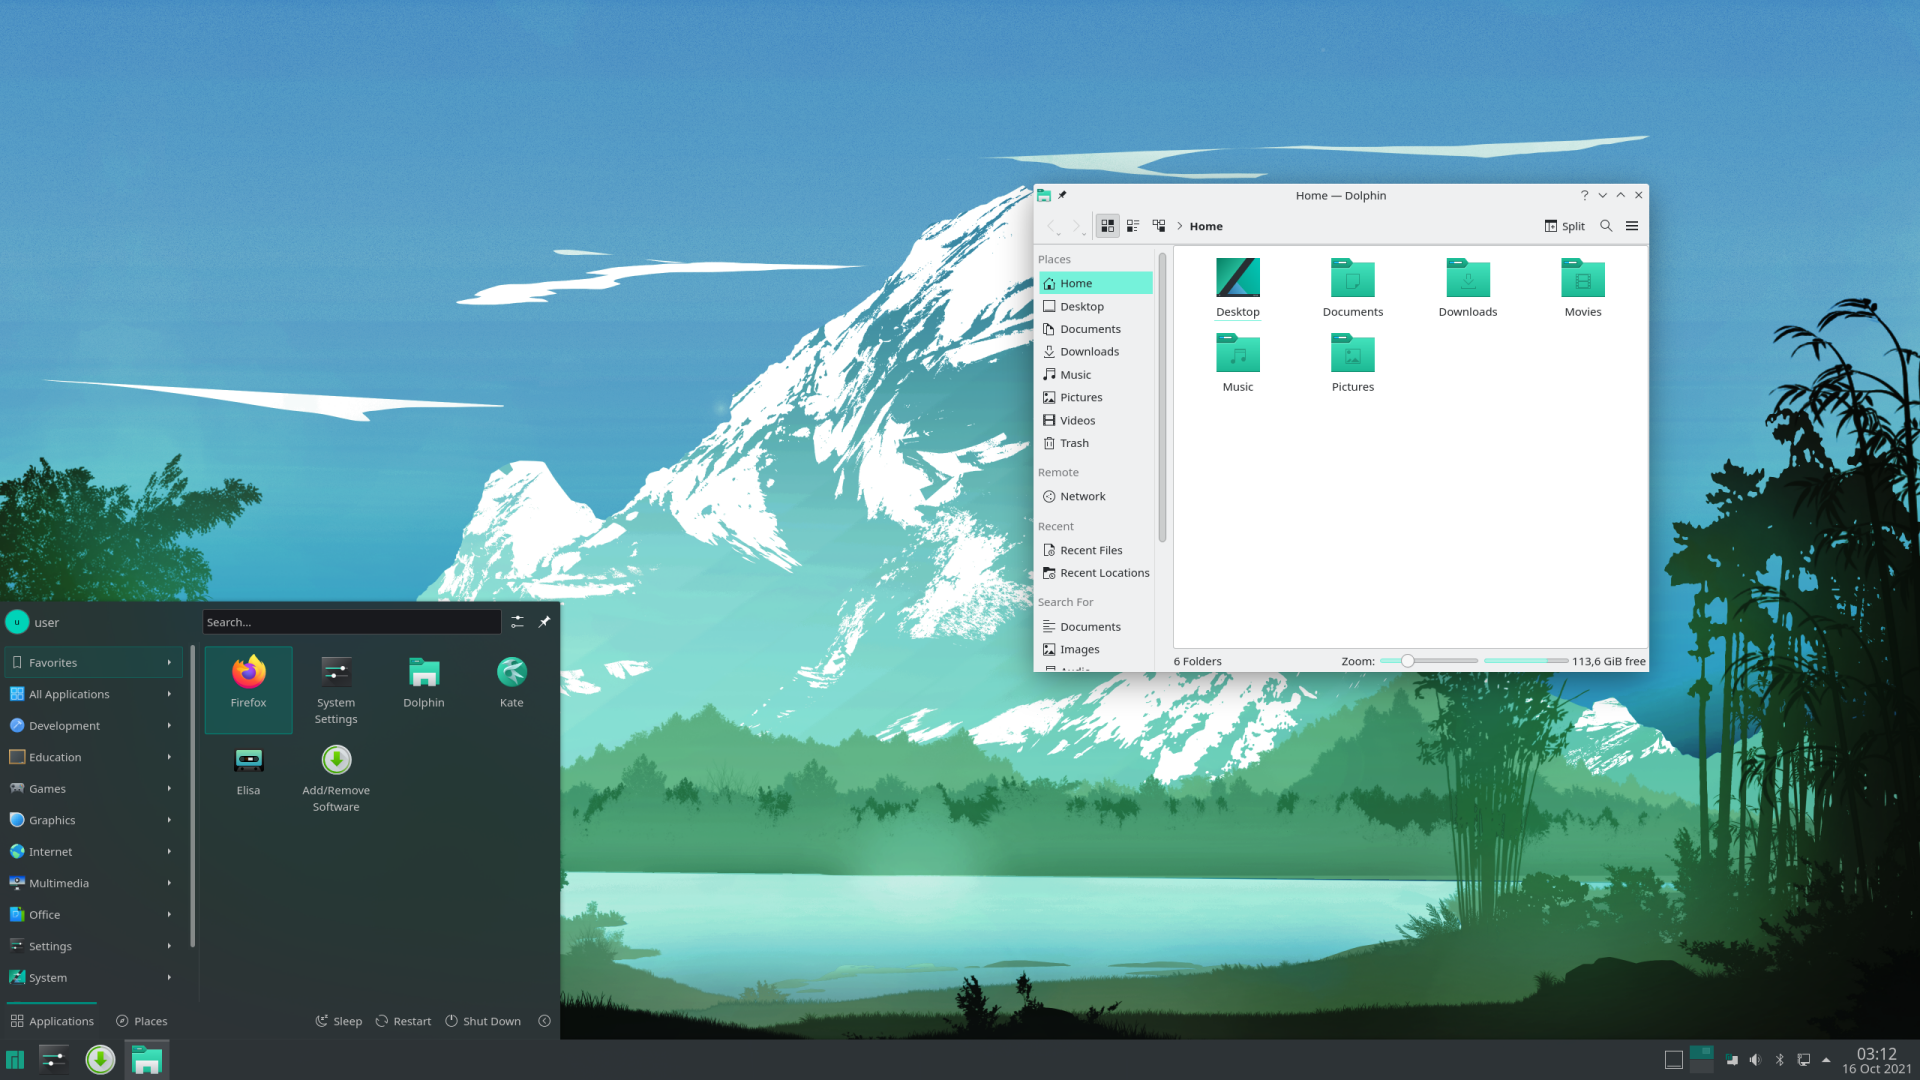 Home — Dolphin
Home
Split
Places
Home
Desktop
Documents
Downloads
Music
Pictures
Videos
Trash
Remote
Network
Recent
Recent Files
Recent Locations
Search For
Documents
Images
Desktop
Documents
Downloads
Movies
Music
Pictures
6 Folders
Zoom:
113,6 GiB free
u
user
Search...
Favorites
All Applications
Development
Education
Games
Graphics
Internet
Multimedia
Office
Settings
System
Firefox
System
Settings
Dolphin
Kate
Elisa
Add/Remove
Software
Applications
Places
Sleep
Restart
Shut Down
03:12
16 Oct 2021